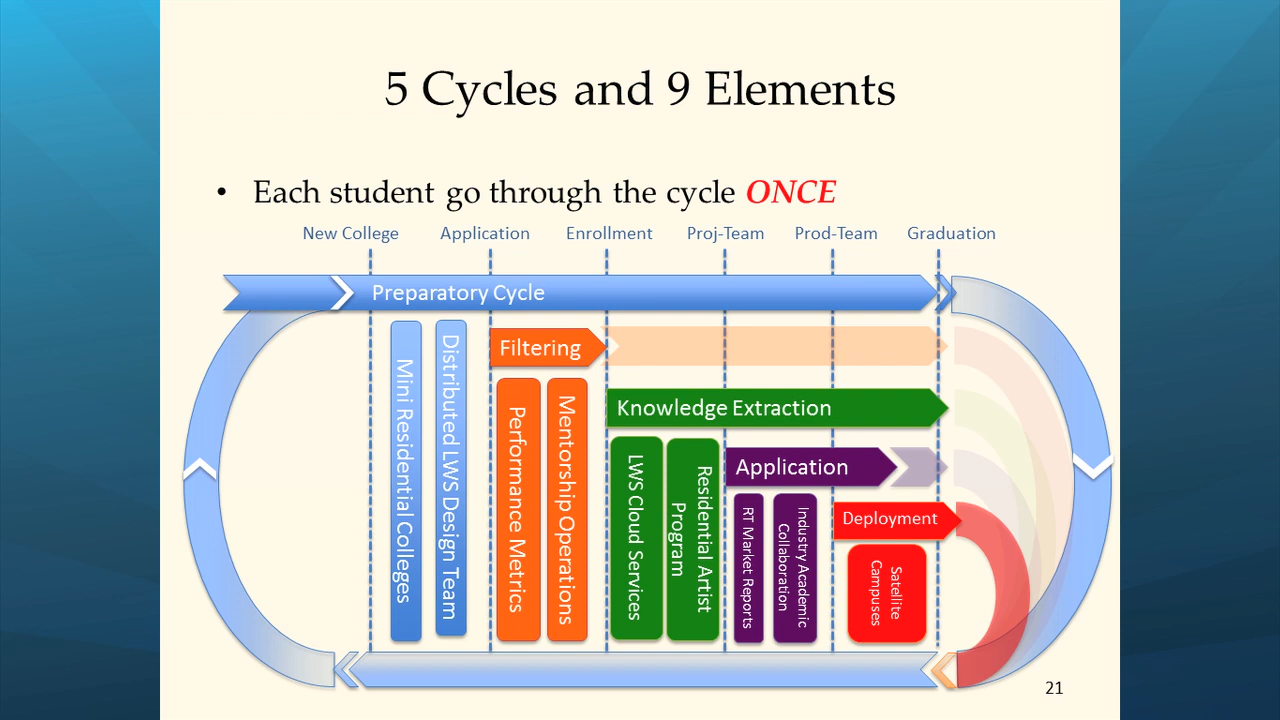 5 Cycles and 9 Elements
• Each student go through the cycle ONCE
New College Application Enrollment Proj-Team Prod-Team Graduation
Preparatory Cycle
Filtering
Knowledge Extraction
Application
Deployment
Mini Residential Colleges
Distributed LWS Design Team
Performance Metrics
Mentorship Operations
LWS Cloud Services
Residential Artist
Program
RT Market Reports
Industry Academic
Collaboration
Satellite
Campuses
21